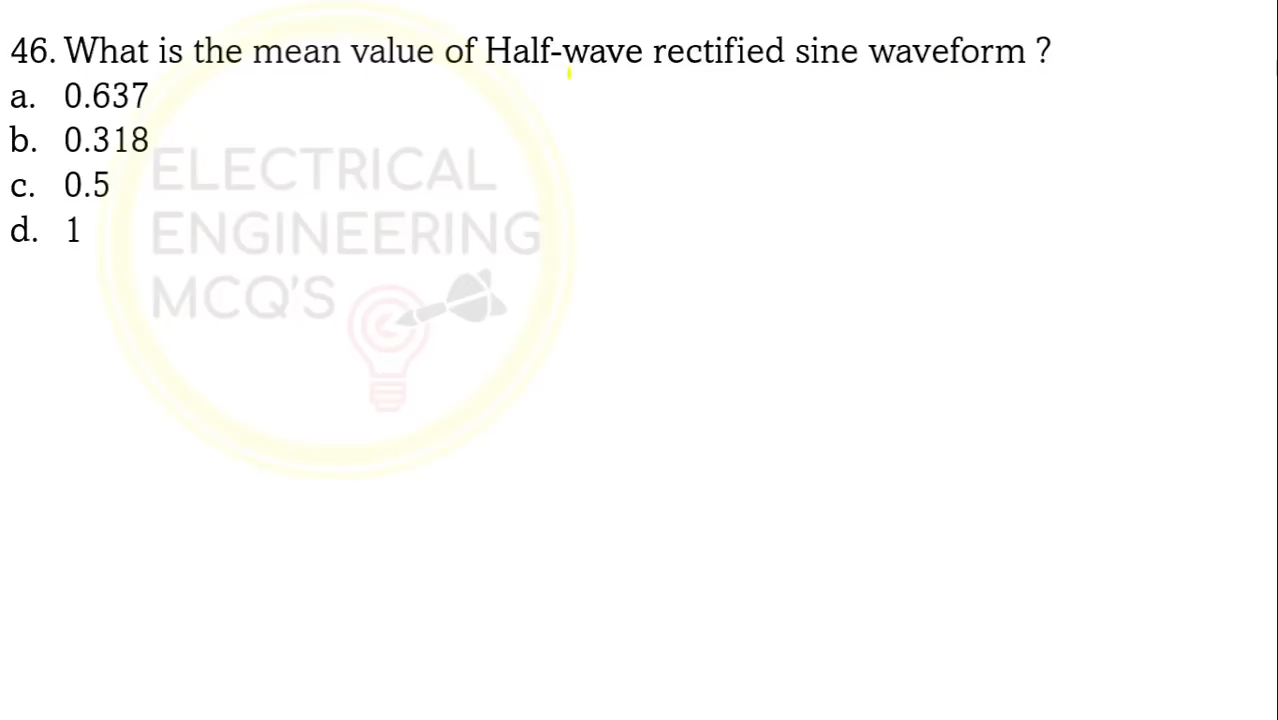 46. What is the mean value of Half-wave rectified sine waveform ?
a. 0.637
b. 0.318
c. 0.5
d. 1
ELECTRICAL
ENGINEERING
MCQ'S